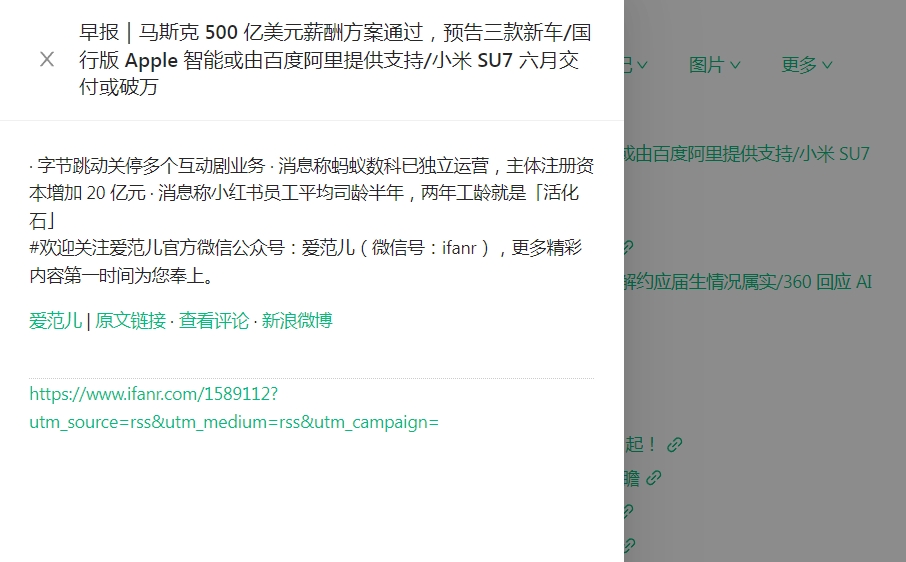 早报｜马斯克 500 亿美元薪酬方案通过，预告三款新车/国
行版 Apple 智能或由百度阿里提供支持/小米 SU7 六月交
付或破万
· 字节跳动关停多个互动剧业务 · 消息称蚂蚁数科已独立运营，主体注册资
本增加 20 亿元 · 消息称小红书员工平均司龄半年，两年工龄就是「活化
石」
#欢迎关注爱范儿官方微信公众号：爱范儿（微信号：ifanr），更多精彩
内容第一时间为您奉上。
爱范儿 | 原文链接 · 查看评论 · 新浪微博
https://www.ifanr.com/1589112?
utm_source=rss&utm_medium=rss&utm_campaign=
图片
更多
或由百度阿里提供支持/小米 SU7
解约应届生情况属实/360 回应 AI
起！
瞻